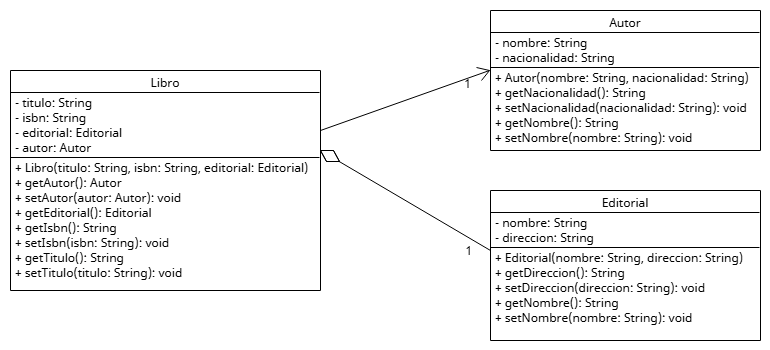 Libro
- titulo: String
- isbn: String
- editorial: Editorial
- autor: Autor
+ Libro(titulo: String, isbn: String, editorial: Editorial)
+ getAutor(): Autor
+ setAutor(autor: Autor): void
+ getEditorial(): Editorial
+ getIsbn(): String
+ setIsbn(isbn: String): void
+ getTitulo(): String
+ setTitulo(titulo: String): void
1
Autor
- nombre: String
- nacionalidad: String
+ Autor(nombre: String, nacionalidad: String)
+ getNacionalidad(): String
+ setNacionalidad(nacionalidad: String): void
+ getNombre(): String
+ setNombre(nombre: String): void
1
Editorial
- nombre: String
- direccion: String
+ Editorial(nombre: String, direccion: String)
+ getDireccion(): String
+ setDireccion(direccion: String): void
+ getNombre(): String
+ setNombre(nombre: String): void